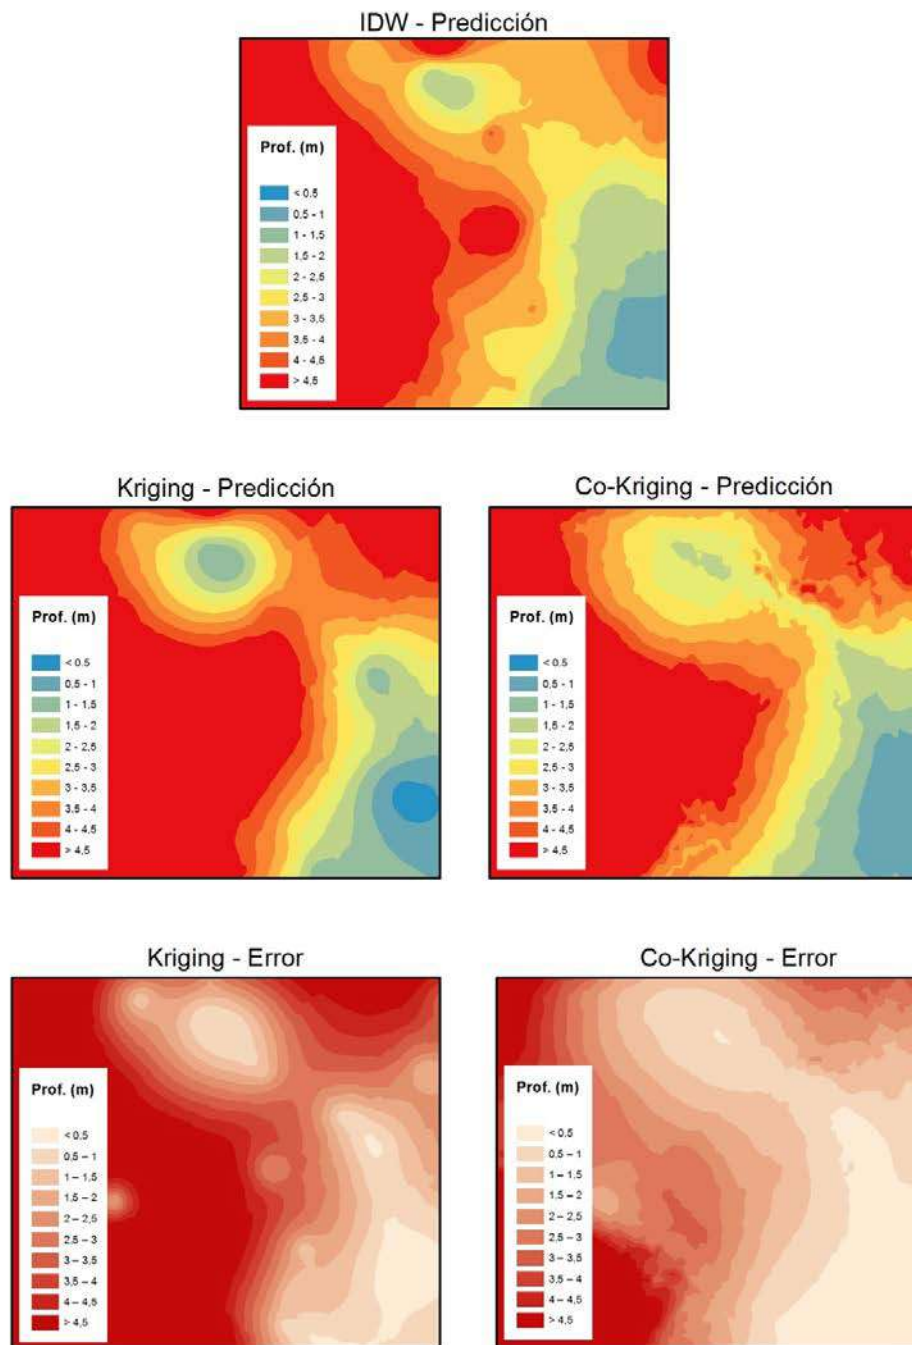 IDW - Predicción
Prof. (m)
< 0.5
0.5 - 1
1 - 1.5
1,5 - 2
2 - 2,5
2.5 - 3
3 - 3,5
3.5 - 4
4 - 4,5
> 4,5
Kriging - Predicción
Prof. (m)
< 0.5
0.5 - 1
1 - 1.5
1,5 - 2
2 - 2,5
2.5 - 3
3 - 3,5
3.5 - 4
4 - 4,5
> 4,5
Co-Kriging - Predicción
Prof. (m)
< 0.5
0.5 - 1
1 - 1.5
1,5 - 2
2 - 2,5
2.5 - 3
3 - 3,5
3.5 - 4
4 - 4,5
> 4,5
Kriging - Error
Prof. (m)
< 0.5
0,5 – 1
1 – 1,5
1,5 – 2
2 – 2,5
2,5 – 3
3 – 3,5
3,5 – 4
4 – 4,5
> 4,5
Co-Kriging - Error
Prof. (m)
< 0.5
0,5 – 1
1 – 1,5
1,5 – 2
2 – 2,5
2,5 – 3
3 – 3,5
3,5 – 4
4 – 4,5
> 4,5